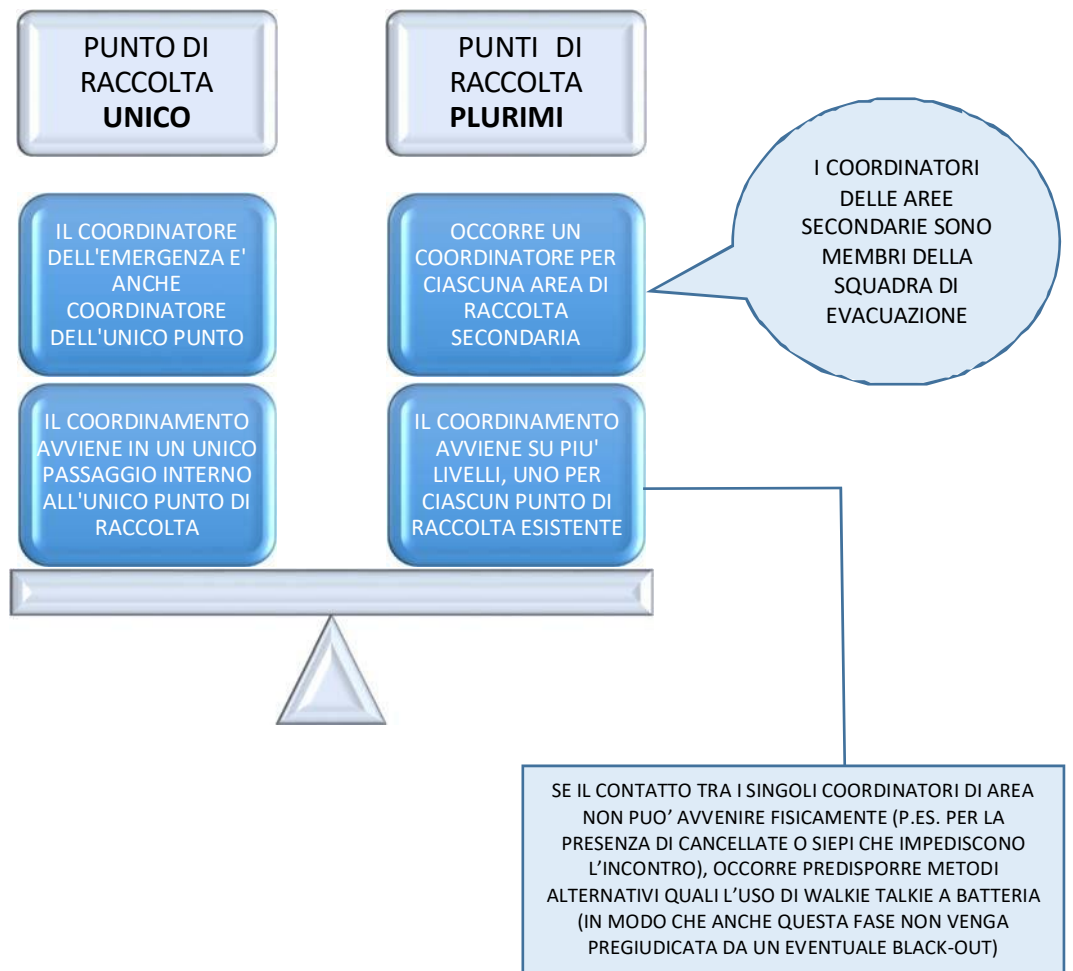 PUNTO DI
RACCOLTA
UNICO
PUNTI DI
RACCOLTA
PLURIMI
IL COORDINATORE
DELL'EMERGENZA E'
ANCHE
COORDINATORE
DELL'UNICO PUNTO
OCCORRE UN
COORDINATORE PER
CIASCUNA AREA DI
RACCOLTA
SECONDARIA
I COORDINATORI
DELLE AREE
SECONDARIE SONO
MEMBRI DELLA
SQUADRA DI
EVACUAZIONE
IL COORDINAMENTO
AVVIENE IN UN UNICO
PASSAGGIO INTERNO
ALL'UNICO PUNTO DI
RACCOLTA
IL COORDINAMENTO
AVVIENE SU PIU'
LIVELLI, UNO PER
CIASCUN PUNTO DI
RACCOLTA ESISTENTE
SE IL CONTATTO TRA I SINGOLI COORDINATORI DI AREA
NON PUO’ AVVENIRE FISICAMENTE (P.ES. PER LA
PRESENZA DI CANCELLATE O SIEPI CHE IMPEDISCONO
L’INCONTRO), OCCORRE PREDISPORRE METODI
ALTERNATIVI QUALI L’USO DI WALKIE TALKIE A BATTERIA
(IN MODO CHE ANCHE QUESTA FASE NON VENGA
PREGIUDICATA DA UN EVENTUALE BLACK-OUT)